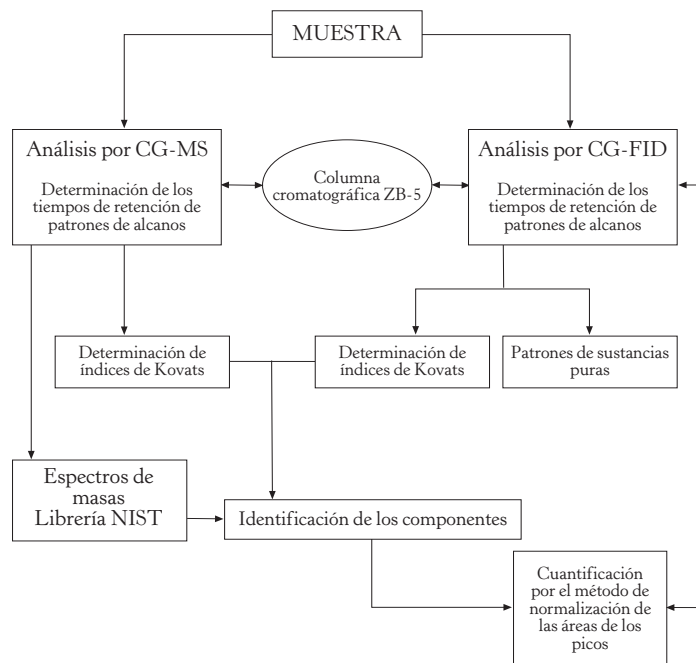 MUESTRA
Análisis por CG-MS
Determinación de los
tiempos de retención de
patrones de alcanos
Columna
cromatográfica ZB-5
Análisis por CG-FID
Determinación de los
tiempos de retención de
patrones de alcanos
Determinación de
índices de Kovats
Determinación de
índices de Kovats
Patrones de sustancias
puras
Espectros de
masas
Librería NIST
Identificación de los componentes
Cuantificación
por el método de
normalización de
las áreas de los
picos